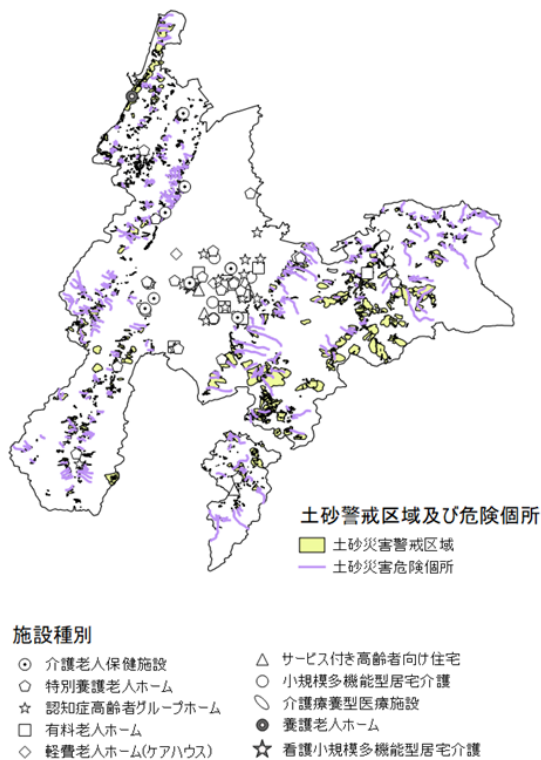 土砂警戒区域及び危険個所
土砂災害警戒区域
土砂災害危険個所
施設種別
介護老人保健施設
特別養護老人ホーム
認知症高齢者グループホーム
有料老人ホーム
軽費老人ホーム(ケアハウス)
サービス付き高齢者向け住宅
小規模多機能型居宅介護
介護療養型医療施設
養護老人ホーム
看護小規模多機能型居宅介護